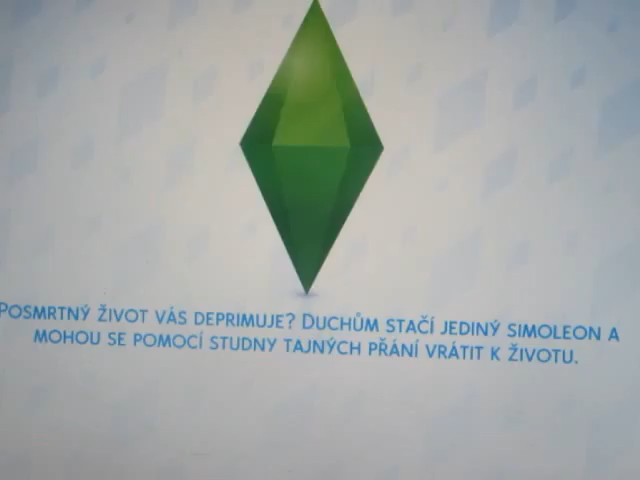 POSMRTNÝ ŽIVOT VÁS DEPRIMUJE? DUCHŮM STAČÍ JEDINÝ SIMOLEON A
MOHOU SE POMOCÍ STUDNY TAJNÝCH PŘÁNÍ VRÁTIT K ŽIVOTU.